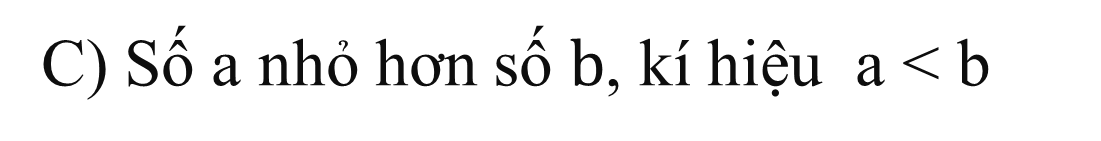 C) Số a nhỏ hơn số b, kí hiệu a < b